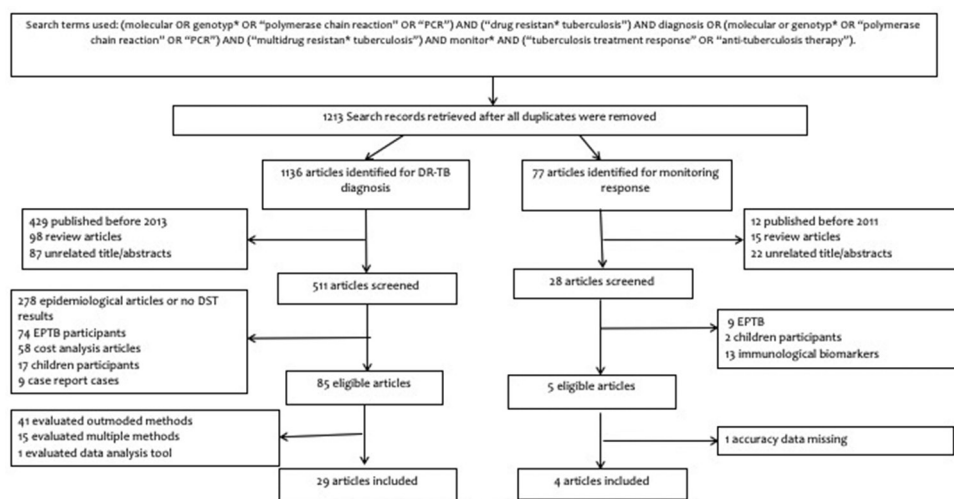 Search terms used: (molecular OR genotyp* OR “polymerase chain reaction” OR “PCR”) AND (“drug resistan* tuberculosis”) AND diagnosis OR (molecular or genotyp* OR “polymerase
chain reaction” OR “PCR”) AND (“multidrug resistan* tuberculosis”) AND monitor* AND (“tuberculosis treatment response” OR “anti-tuberculosis therapy”).
1213 Search records retrieved after all duplicates were removed
1136 articles identified for DR-TB
diagnosis
77 articles identified for monitoring
response
429 published before 2013
98 review articles
87 unrelated title/abstracts
12 published before 2011
15 review articles
22 unrelated title/abstracts
511 articles screened
28 articles screened
278 epidemiological articles or no DST
results
74 EPTB participants
58 cost analysis articles
17 children participants
9 case report cases
9 EPTB
2 children participants
13 immunological biomarkers
85 eligible articles
5 eligible articles
41 evaluated outmoded methods
15 evaluated multiple methods
1 evaluated data analysis tool
1 accuracy data missing
29 articles included
4 articles included